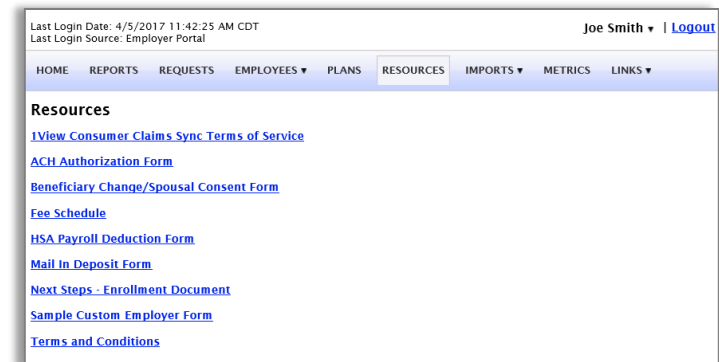 Last Login Date: 4/5/2017 11:42:25 AM CDT
Last Login Source: Employer Portal
Joe Smith ▾ | Logout
HOME REPORTS REQUESTS EMPLOYEES ▾ PLANS RESOURCES IMPORTS ▾ METRICS LINKS ▾
Resources
1View Consumer Claims Sync Terms of Service
ACH Authorization Form
Beneficiary Change/Spousal Consent Form
Fee Schedule
HSA Payroll Deduction Form
Mail In Deposit Form
Next Steps - Enrollment Document
Sample Custom Employer Form
Terms and Conditions